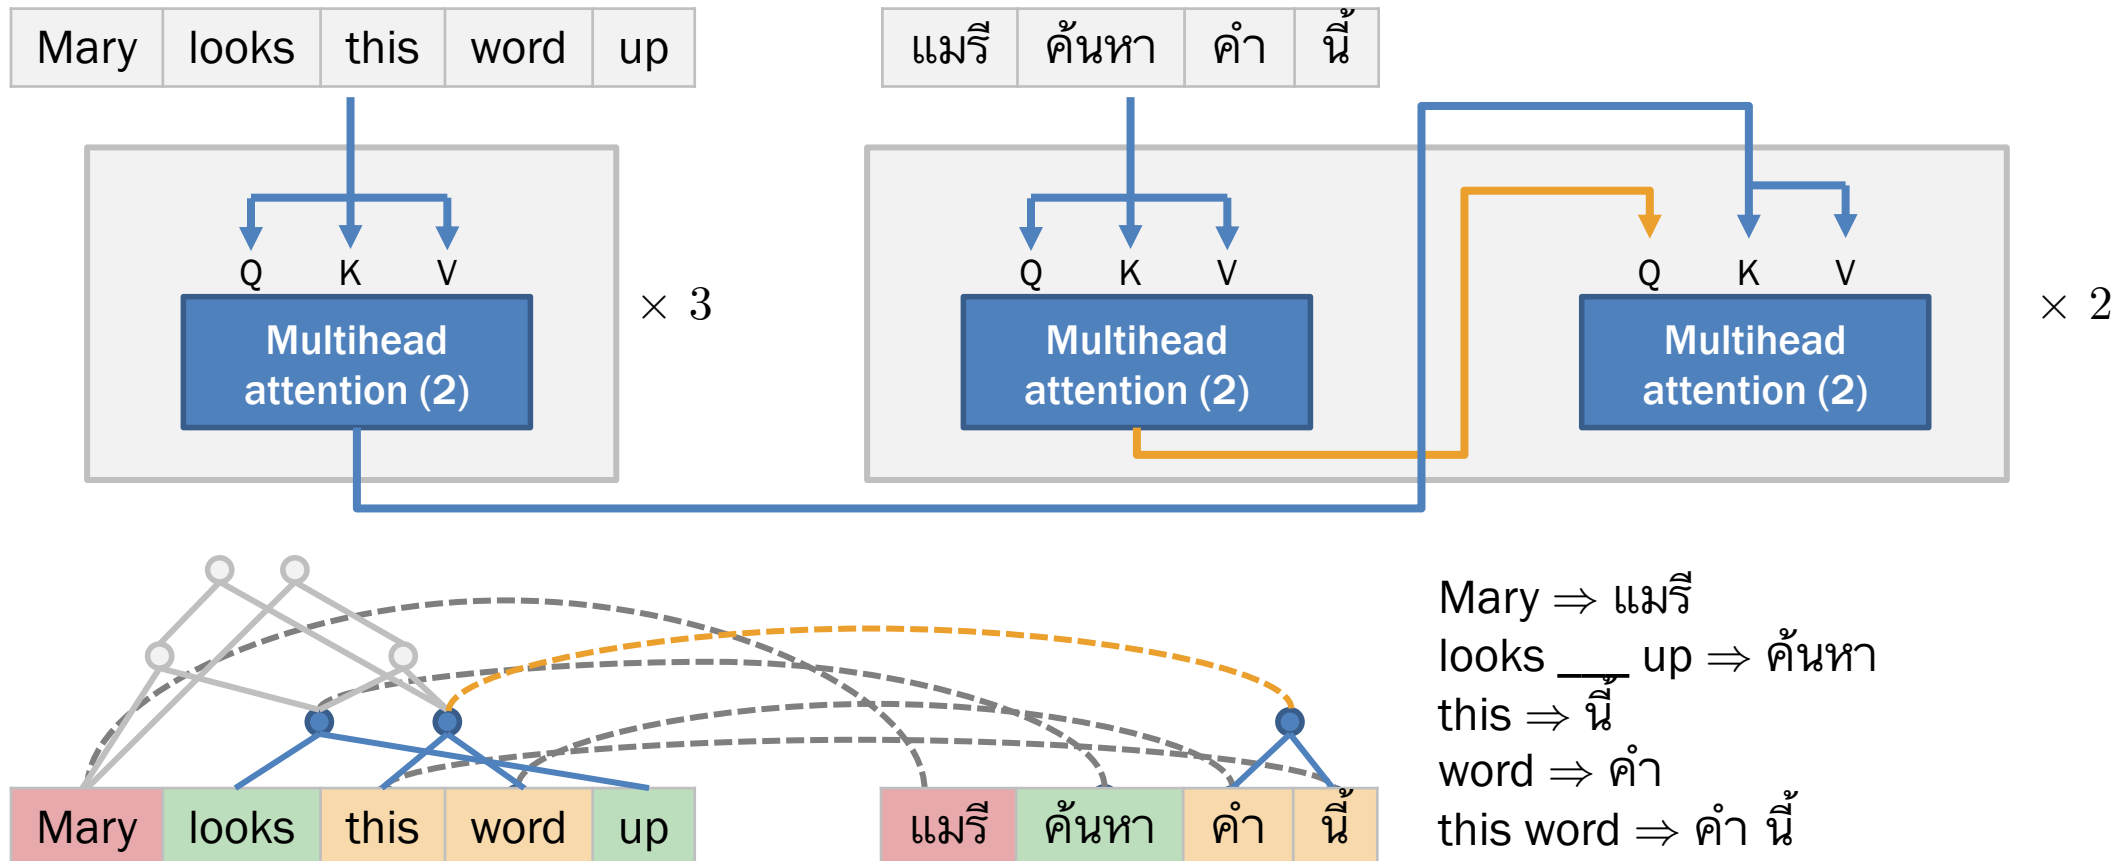 Mary looks this word up
แมรี ค้นหา คำ นี้
Q K V
Multihead
attention (2)
× 3
Q K V
Multihead
attention (2)
Q K V
Multihead
attention (2)
× 2
Mary looks this word up
แมรี ค้นหา คำ นี้
Mary ⇒ แมรี
looks ___ up ⇒ ค้นหา
this ⇒ นี้
word ⇒ คำ
this word ⇒ คำ นี้